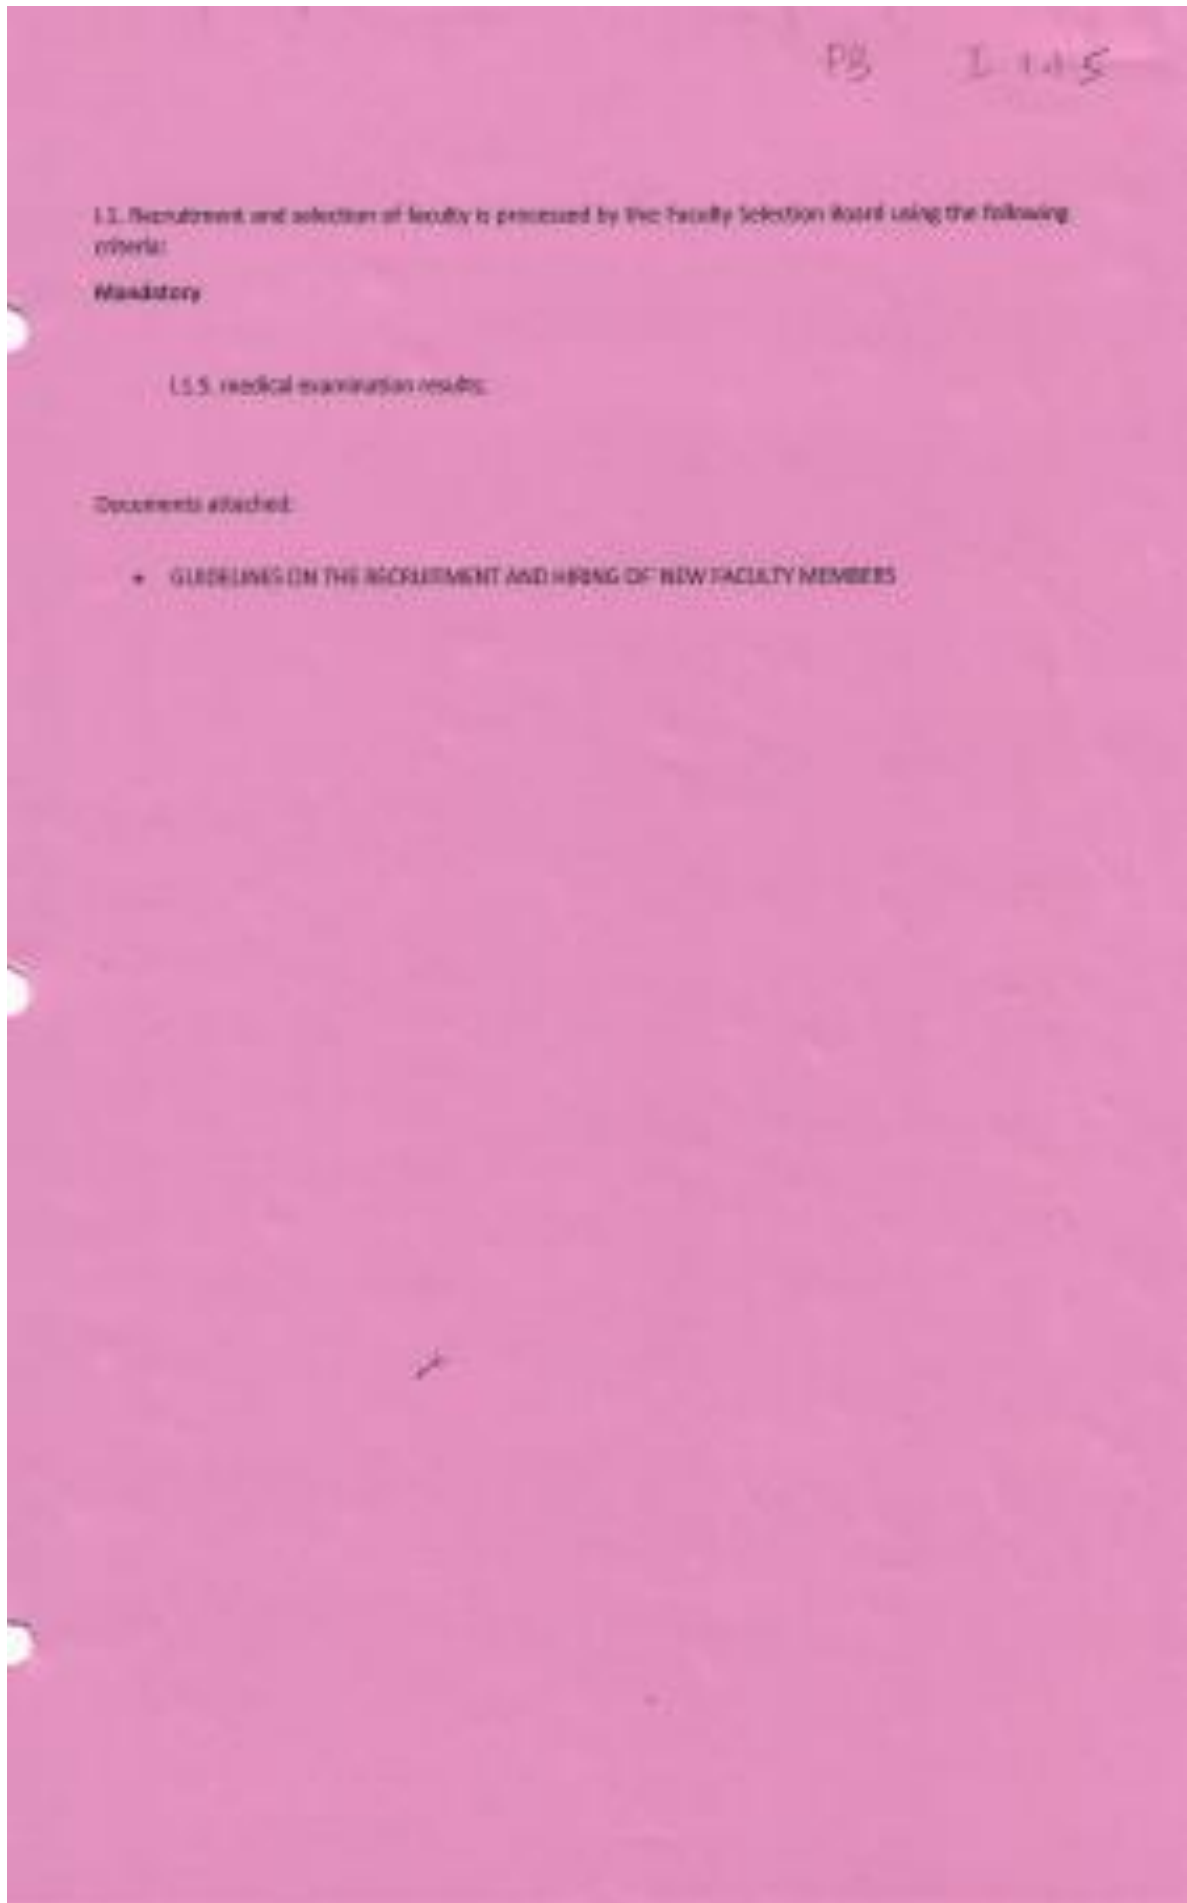 PB I.1.5
I.1. Recruitment and selection of faculty is processed by the Faculty Selection Board using the following
criteria:
Mandatory
I.1.5. medical examination results;
Documents attached:
• GUIDELINES ON THE RECRUITMENT AND HIRING OF NEW FACULTY MEMBERS